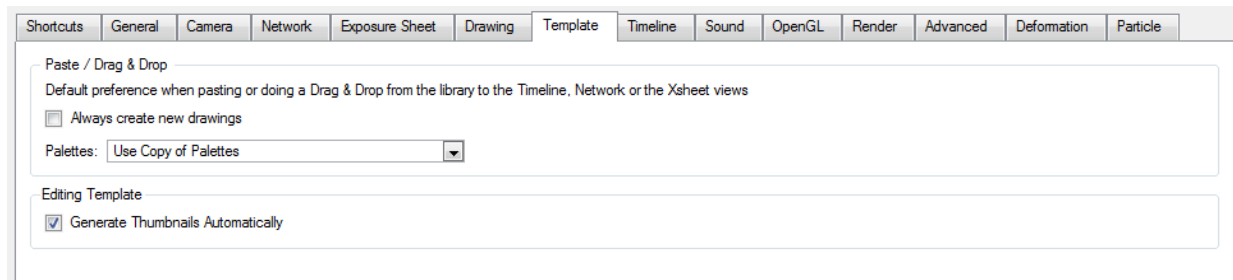 Shortcuts General Camera Network Exposure Sheet Drawing Template Timeline Sound OpenGL Render Advanced Deformation Particle
Paste / Drag & Drop
Default preference when pasting or doing a Drag & Drop from the library to the Timeline, Network or the Xsheet views
Always create new drawings
Palettes: Use Copy of Palettes
Editing Template
Generate Thumbnails Automatically